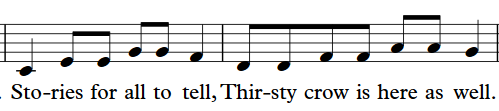 . Sto-ries for all to tell, Thir-sty crow is here as well.